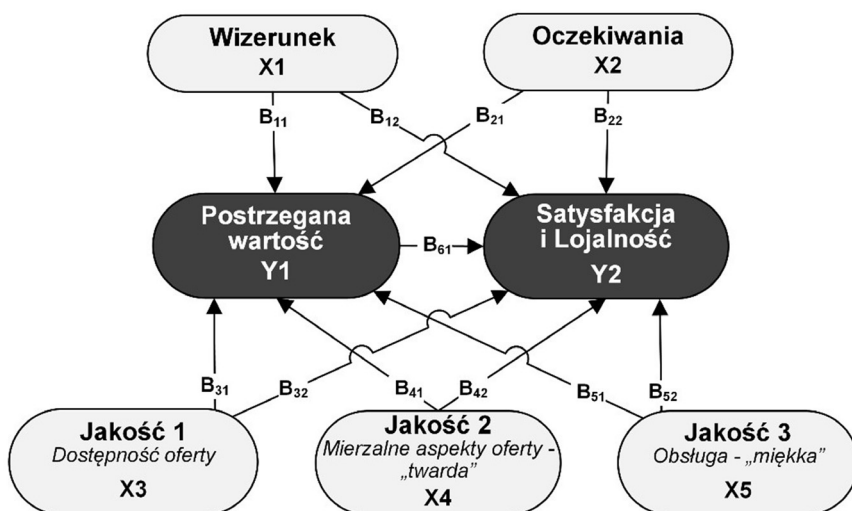 Wizerunek
X1
Oczekiwania
X2
B11
B12
B21
B22
Postrzegana
wartość
Y1
B61
Satysfakcja
i Lojalność
Y2
B31
B32
B41
B42
B51
B52
Jakość 1
Dostępność oferty
X3
Jakość 2
Mierzalne aspekty oferty -
„twarda”
X4
Jakość 3
Obsługa - „miękka”
X5